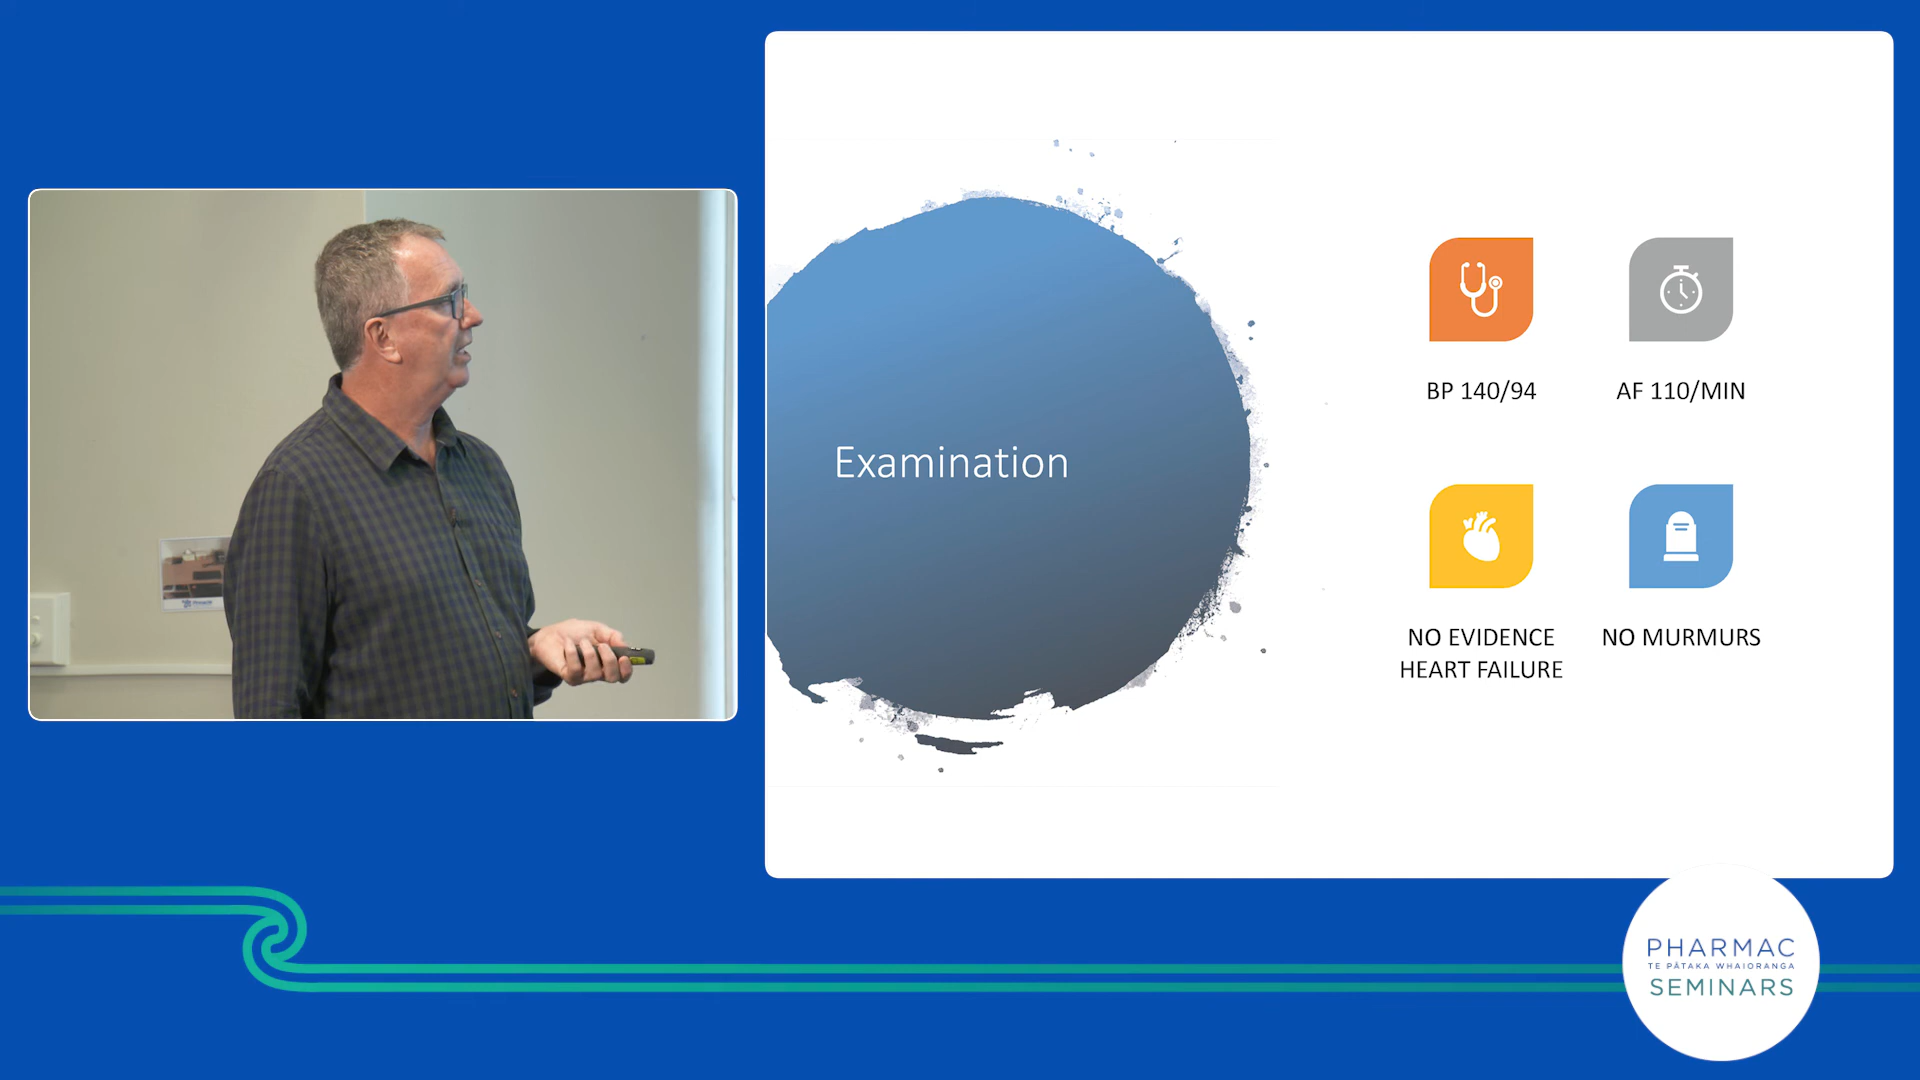 Examination
BP 140/94
AF 110/MIN
NO EVIDENCE
HEART FAILURE
NO MURMURS
PHARMAC
TE PĀTAKA WHAIORANGA
SEMINARS